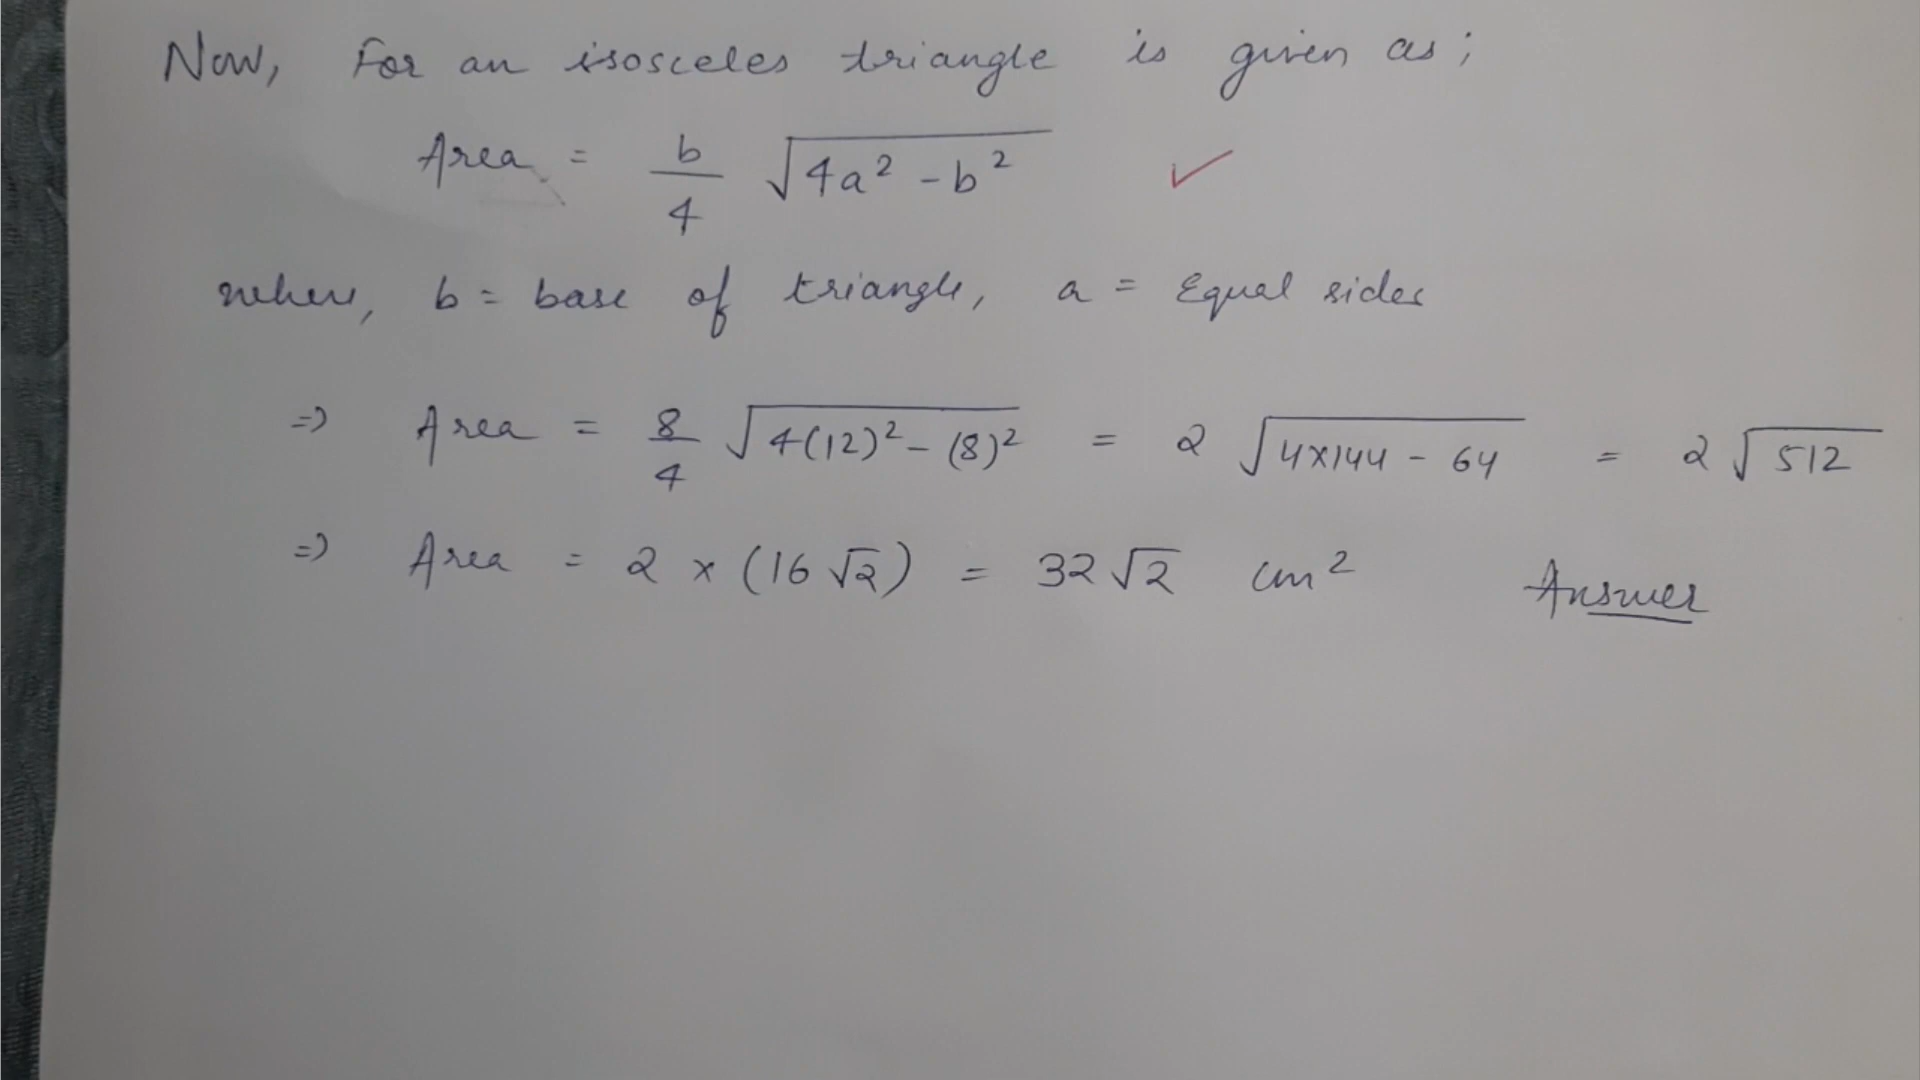 Now, For an isosceles triangle is given as;
Area = b/4 √(4a² - b²) ✓
where, b = base of triangle, a = Equal sides
=> Area = 8/4 √(4(12)² - (8)²) = 2 √(4×144 - 64) = 2√512
=> Area = 2 × (16√2) = 32√2 cm² Answer